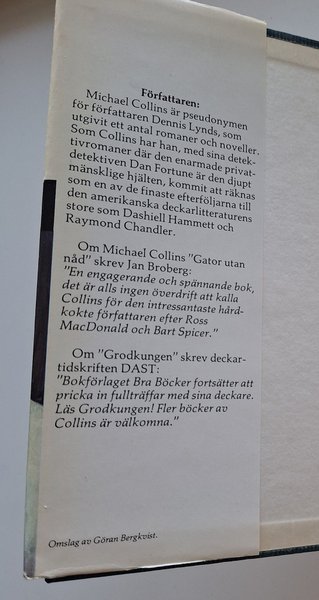 Författaren:
Michael Collins är pseudonymen
för författaren Dennis Lynds, som
utgivit ett antal romaner och noveller.
Som Collins har han, med sina detek-
tivromaner där den enarmade privat-
detektiven Dan Fortune är den djupt
mänsklige hjälten, kommit att räknas
som en av de finaste efterföljarna till
den amerikanska deckarlitteraturens
store som Dashiell Hammett och
Raymond Chandler.
Om Michael Collins "Gator utan
nåd" skrev Jan Broberg:
"En engagerande och spännande bok,
det är alls ingen överdrift att kalla
Collins för den intressantaste hård-
kokte författaren efter Ross
MacDonald och Bart Spicer."
Om "Grodkungen" skrev deckar-
tidskriften DAST:
"Bokförlaget Bra Böcker fortsätter att
pricka in fullträffar med sina deckare.
Läs Grodkungen! Fler böcker av
Collins är välkomna."
Omslag av Göran Bergkvist.